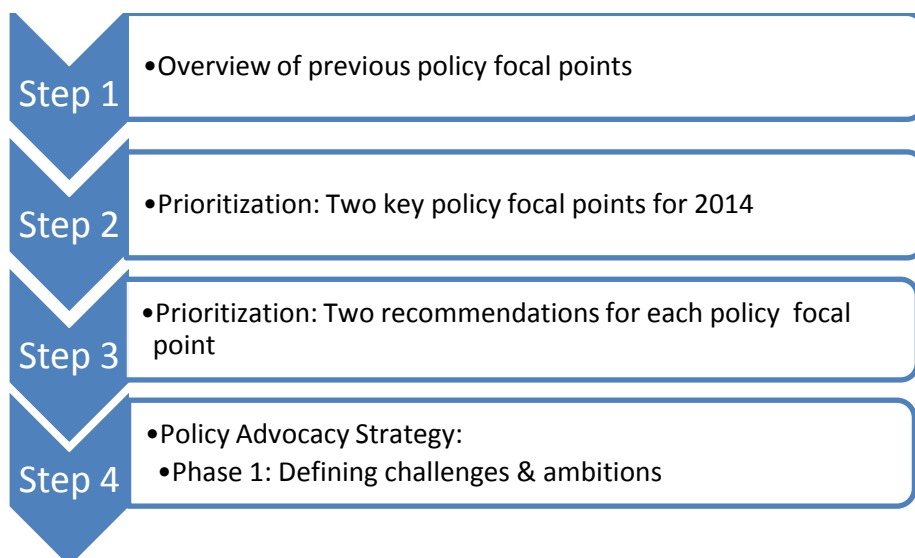 Step 1
•Overview of previous policy focal points
Step 2
•Prioritization: Two key policy focal points for 2014
Step 3
•Prioritization: Two recommendations for each policy focal
point
Step 4
•Policy Advocacy Strategy:
•Phase 1: Defining challenges & ambitions